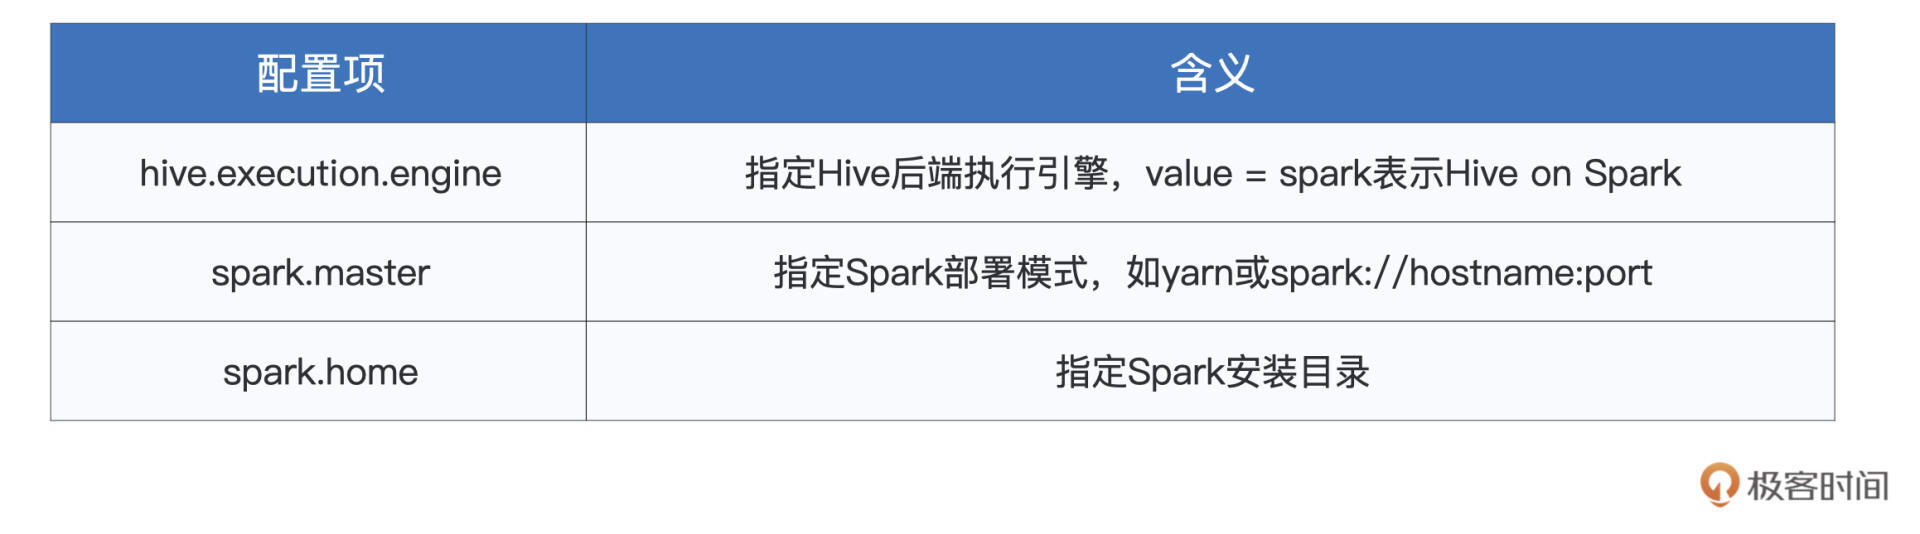 配置项 含义
hive.execution.engine 指定Hive后端执行引擎，value = spark表示Hive on Spark
spark.master 指定Spark部署模式，如yarn或spark://hostname:port
spark.home 指定Spark安装目录
极客时间